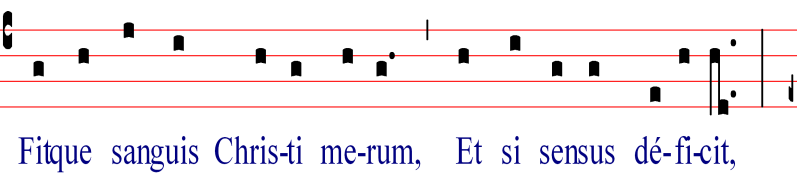 Fitque sanguis Chris-ti me-rum, Et si sensus dé-fi-cit,